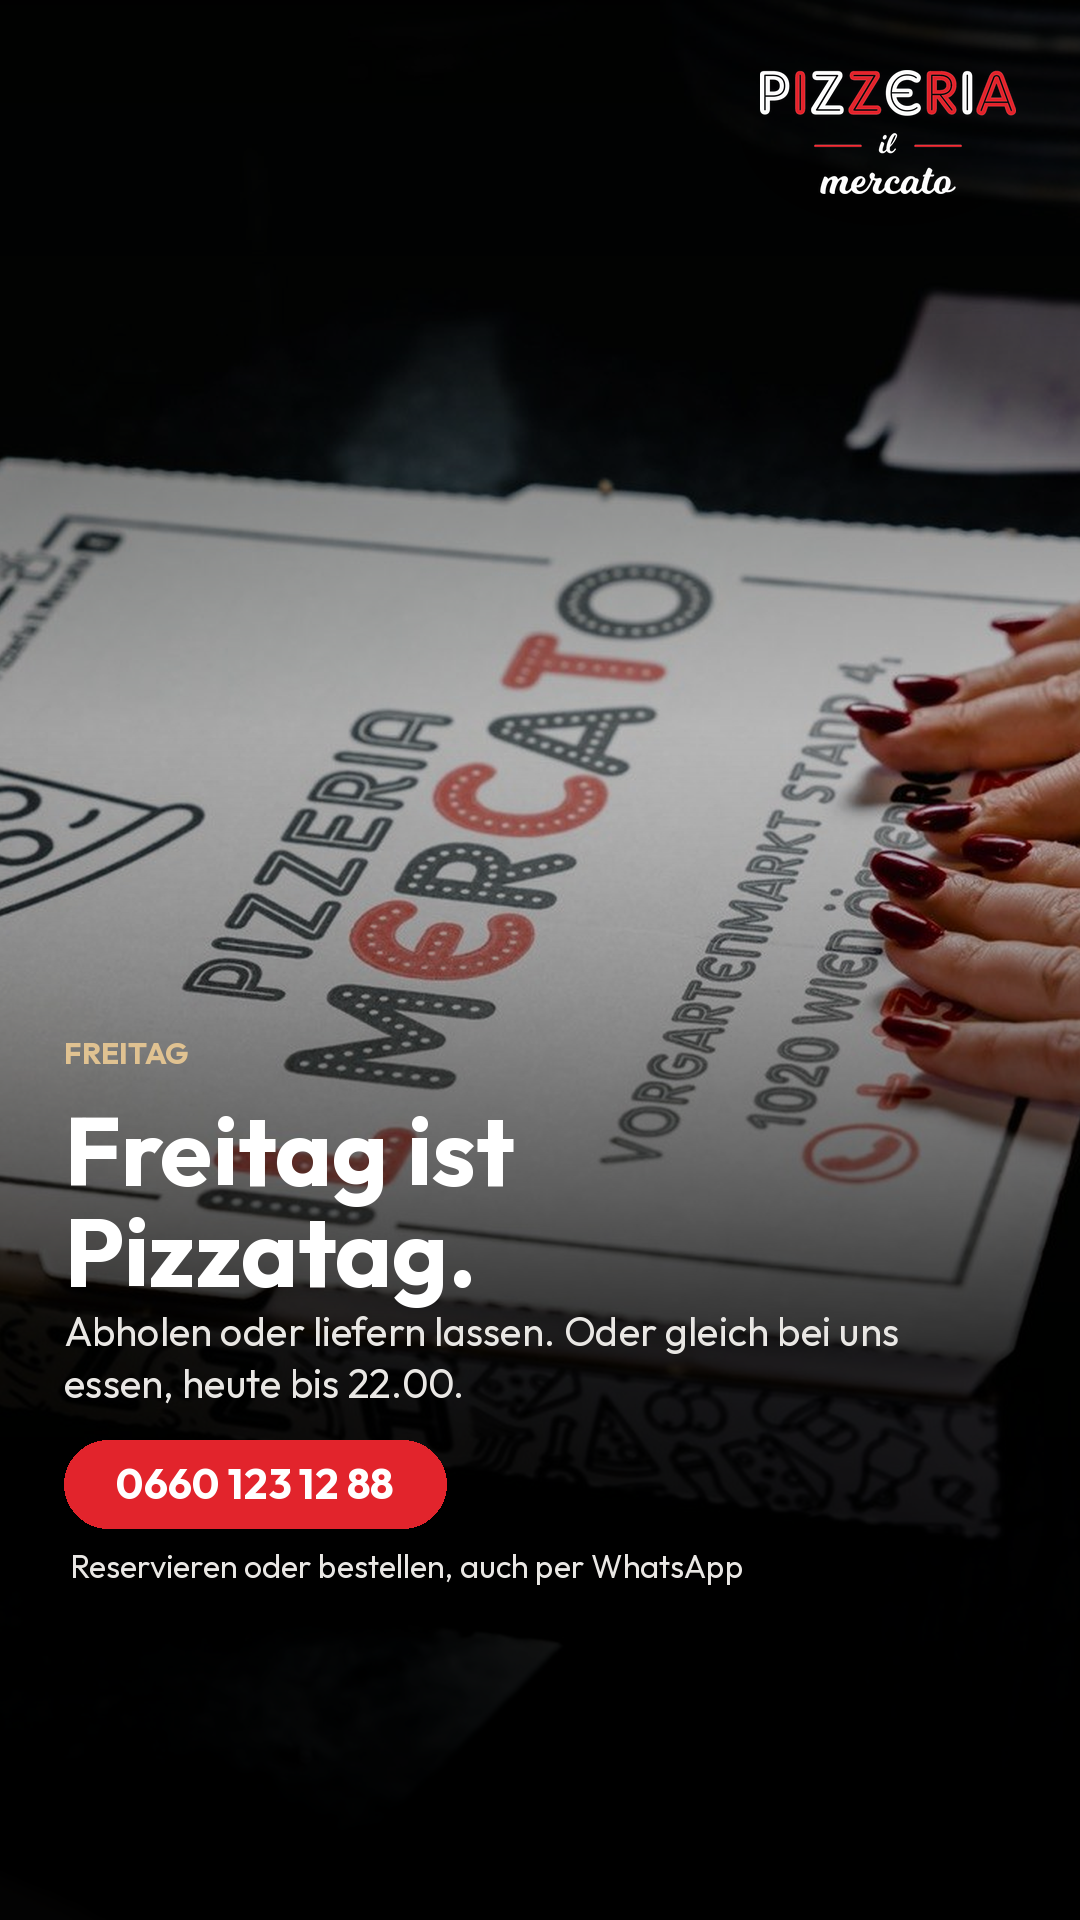 PIZZERIA
il
mercato
PIZZERIA
IL MERCATO
VORGARTENMARKT STAND 4,
1020 WIEN
FREITAG
Freitag ist
Pizzatag.
Abholen oder liefern lassen. Oder gleich bei uns
essen, heute bis 22.00.
0660 123 12 88
Reservieren oder bestellen, auch per WhatsApp